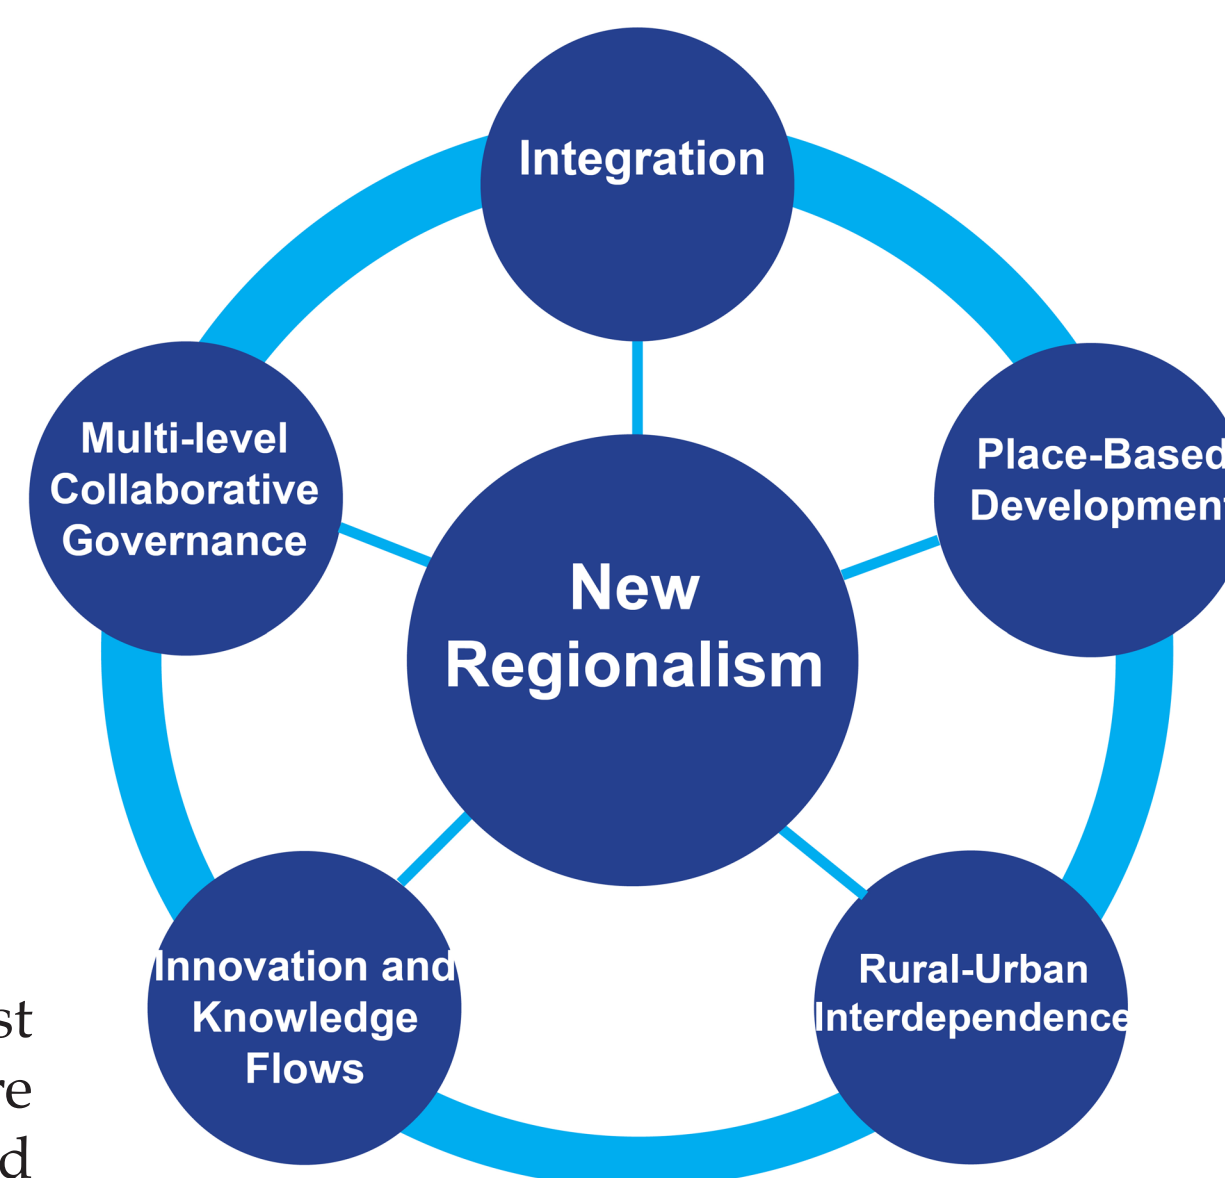 Integration
Multi-level
Collaborative
Governance
Place-Based
Development
New
Regionalism
Innovation and
Knowledge
Flows
Rural-Urban
Interdependence